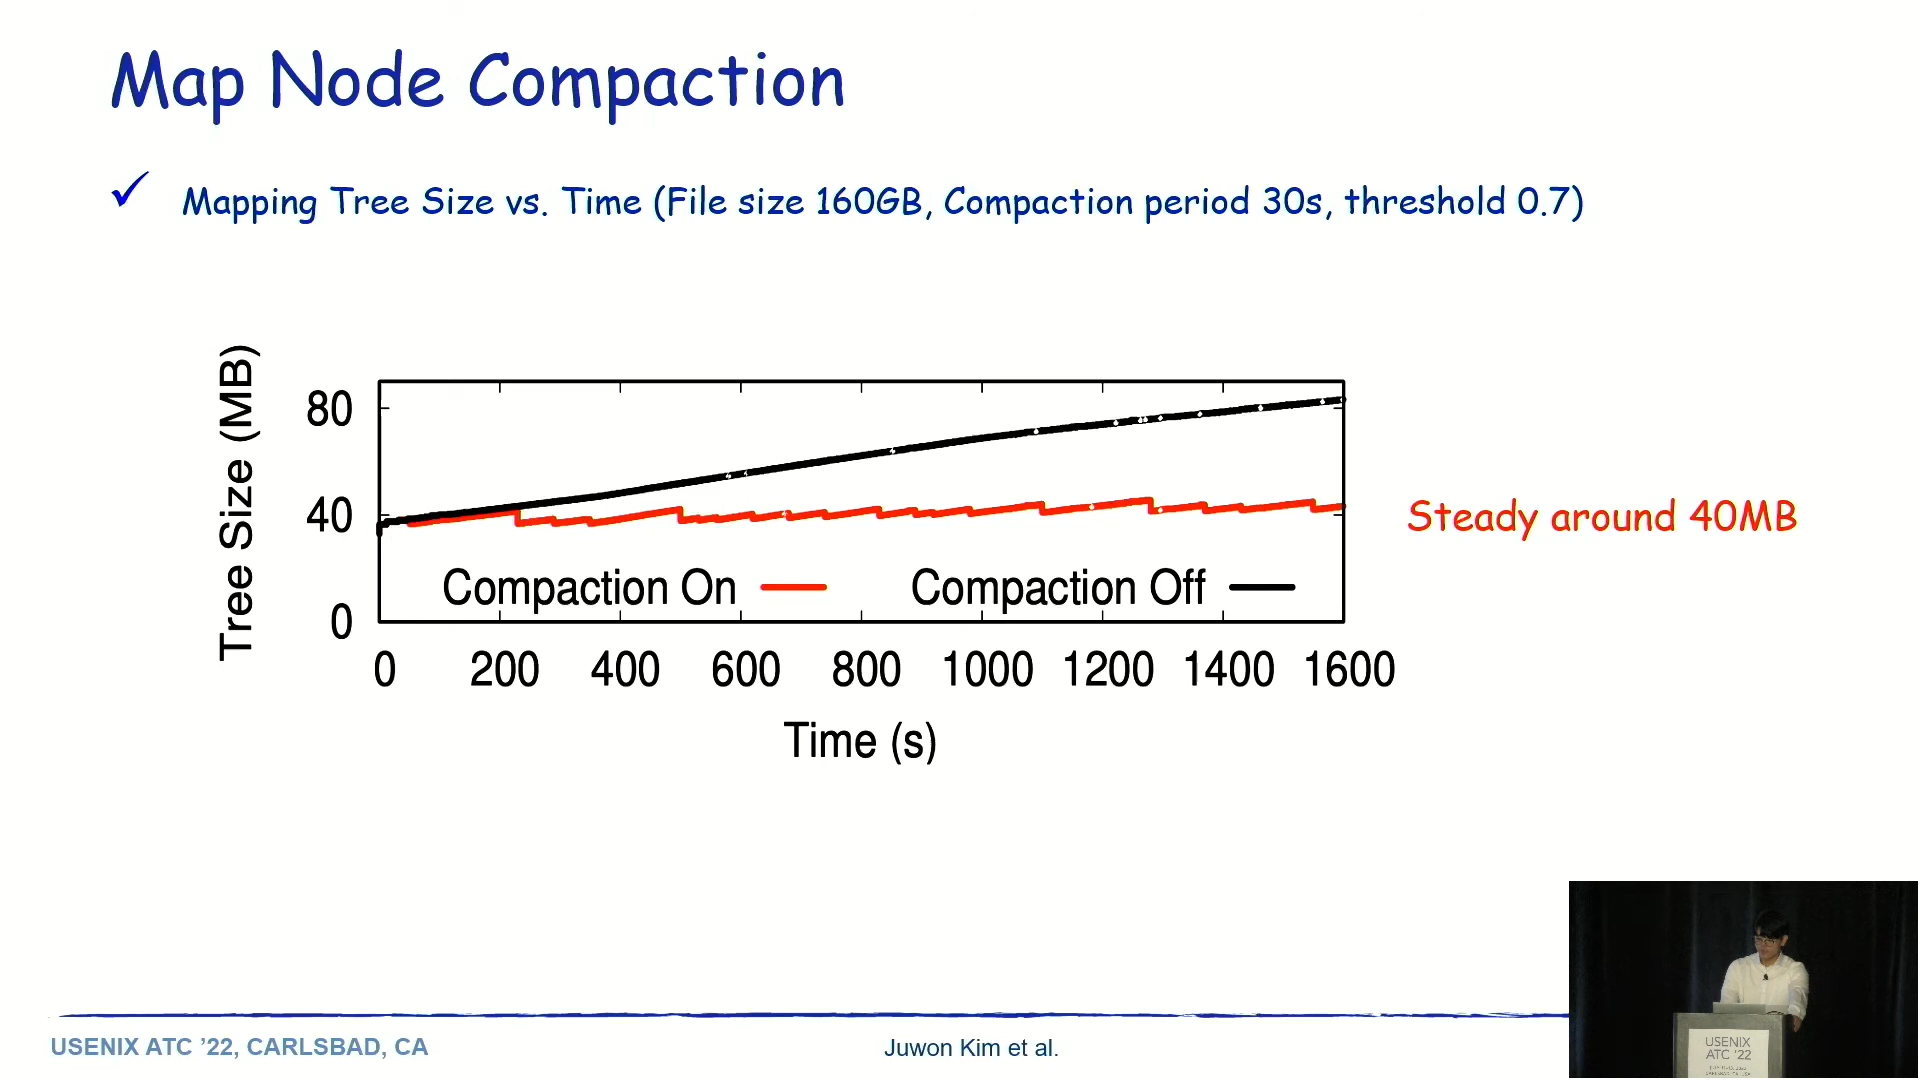 Map Node Compaction
✓ Mapping Tree Size vs. Time (File size 160GB, Compaction period 30s, threshold 0.7)
Tree Size (MB)
80
40
0
Compaction On
Compaction Off
Steady around 40MB
0 200 400 600 800 1000 1200 1400 1600
Time (s)
USENIX ATC ’22, CARLSBAD, CA
Juwon Kim et al.
USENIX
ATC ’22